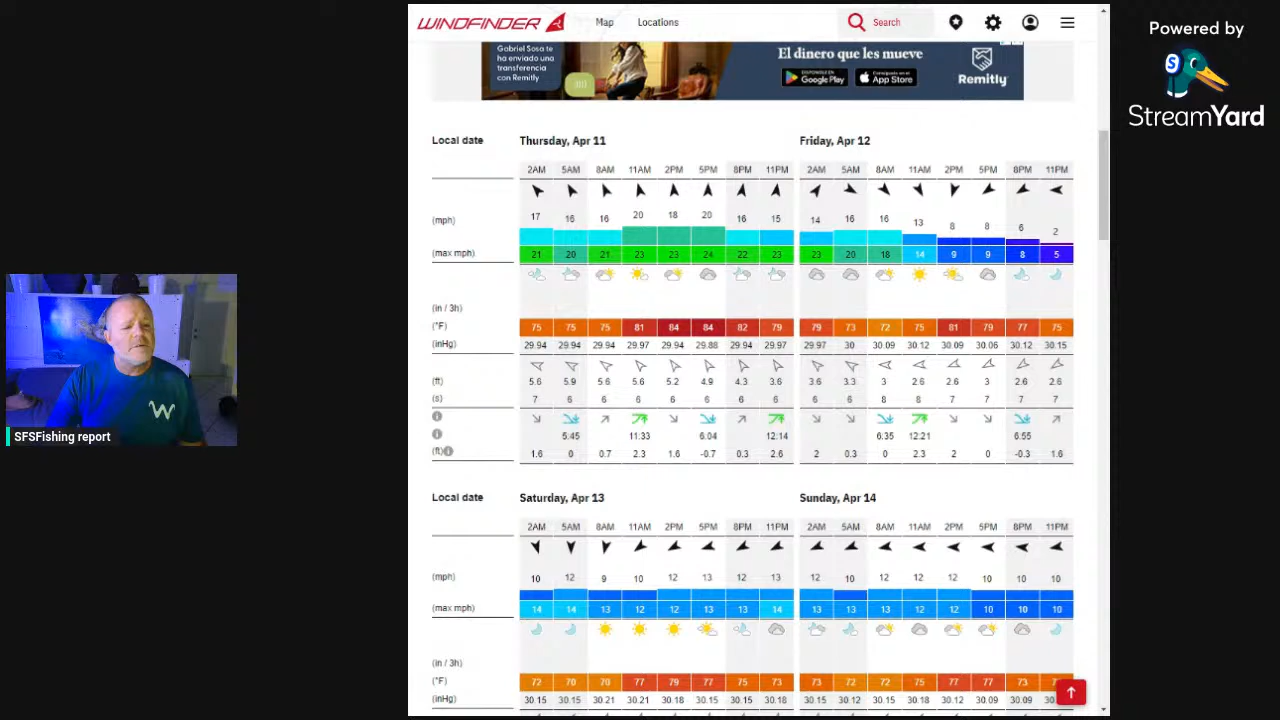 WINDFINDER Map Locations Search
Powered by
StreamYard
Gabriel Sosa te
ha enviado una
transferencia
con Remitly
El dinero que les mueve
Google Play
App Store
Remitly
Local date Thursday, Apr 11 Friday, Apr 12
2AM 5AM 8AM 11AM 2PM 5PM 8PM 11PM 2AM 5AM 8AM 11AM 2PM 5PM 8PM 11PM
(mph) 17 16 16 20 18 20 16 15 14 16 16 13 8 8 6 2
(max mph) 21 20 21 23 23 24 22 23 23 20 18 14 9 9 8 5
(in / 3h)
(°F) 75 75 75 81 84 84 82 79 79 73 72 75 81 79 77 75
(inHg) 29.94 29.94 29.94 29.97 29.94 29.88 29.94 29.97 29.97 30 30.09 30.12 30.09 30.06 30.12 30.15
(ft) 5.6 5.9 5.6 5.6 5.2 4.9 4.3 3.6 3.6 3.3 3 2.6 2.6 3 2.6 2.6
(s) 7 6 6 6 6 6 6 6 6 6 8 8 7 7 7 7
5:45 11:33 6:04 12:14 6:35 12:21 6:55
(ft) 1.6 0 0.7 2.3 1.6 -0.7 0.3 2.6 2 0.3 0 2.3 2 0 -0.3 1.6
SFSFishing report
Local date Saturday, Apr 13 Sunday, Apr 14
2AM 5AM 8AM 11AM 2PM 5PM 8PM 11PM 2AM 5AM 8AM 11AM 2PM 5PM 8PM 11PM
(mph) 10 12 9 10 12 13 12 13 12 10 12 12 12 10 10 10
(max mph) 14 14 13 12 12 13 13 14 13 13 13 12 12 10 10 10
(in / 3h)
(°F) 72 70 70 77 77 77 75 73 73 72 72 75 77 77 73
(inHg) 30.15 30.15 30.21 30.21 30.18 30.15 30.15 30.18 30.15 30.15 30.18 30.18 30.12 30.09 30.09 30.09